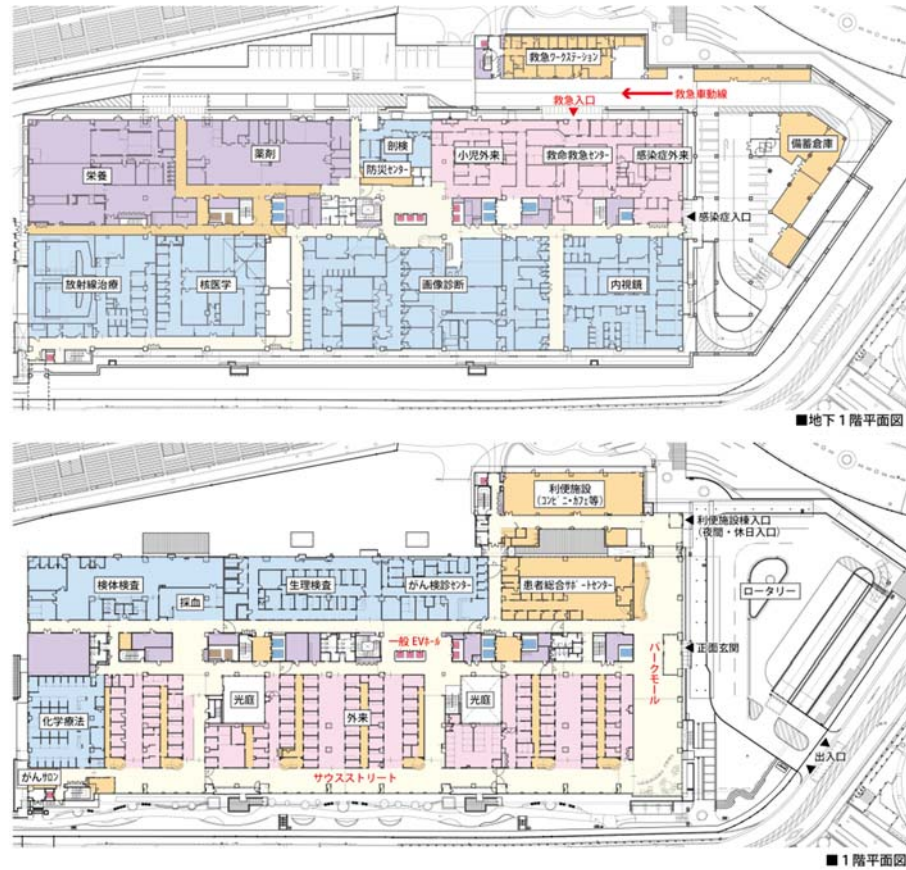 救急ワークステーション
救急車動線
救急入口
剖検
薬剤
小児外来
救命救急センター
感染症外来
備蓄倉庫
防災センター
栄養
感染症入口
放射線治療
核医学
画像診断
内視鏡
■地下1階平面図
利便施設
(コンビニ・カフェ等)
利便施設棟入口
(夜間・休日入口)
検体検査
生理検査
がん検診センター
患者総合サポートセンター
ロータリー
採血
一般EVホール
正面玄関
パークモール
光庭
光庭
化学療法
外来
出入口
がんサロン
サウスストリート
■1階平面図